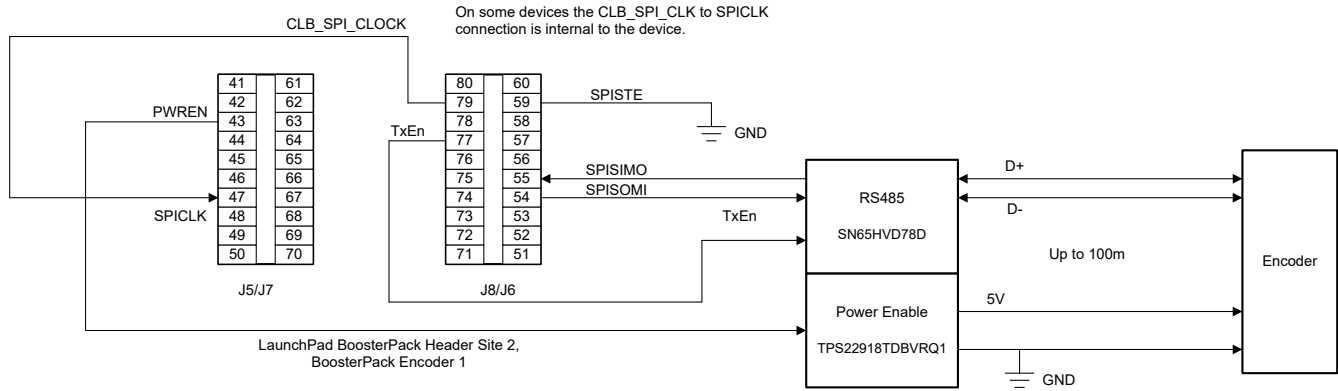 On some devices the CLB_SPI_CLK to SPICLK
connection is internal to the device.
CLB_SPI_CLOCK
41 61
42 62
43 63
44 64
45 65
46 66
47 67
48 68
49 69
50 70
J5/J7
PWREN
SPICLK
80 60
79 59
78 58
77 57
76 56
75 55
74 54
73 53
72 52
71 51
J8/J6
TxEn
SPISTE
GND
SPISIMO
SPISOMI
TxEn
RS485
SN65HVD78D
Power Enable
TPS22918TDBVRQ1
D+
D-
Up to 100m
5V
GND
Encoder
LaunchPad BoosterPack Header Site 2,
BoosterPack Encoder 1